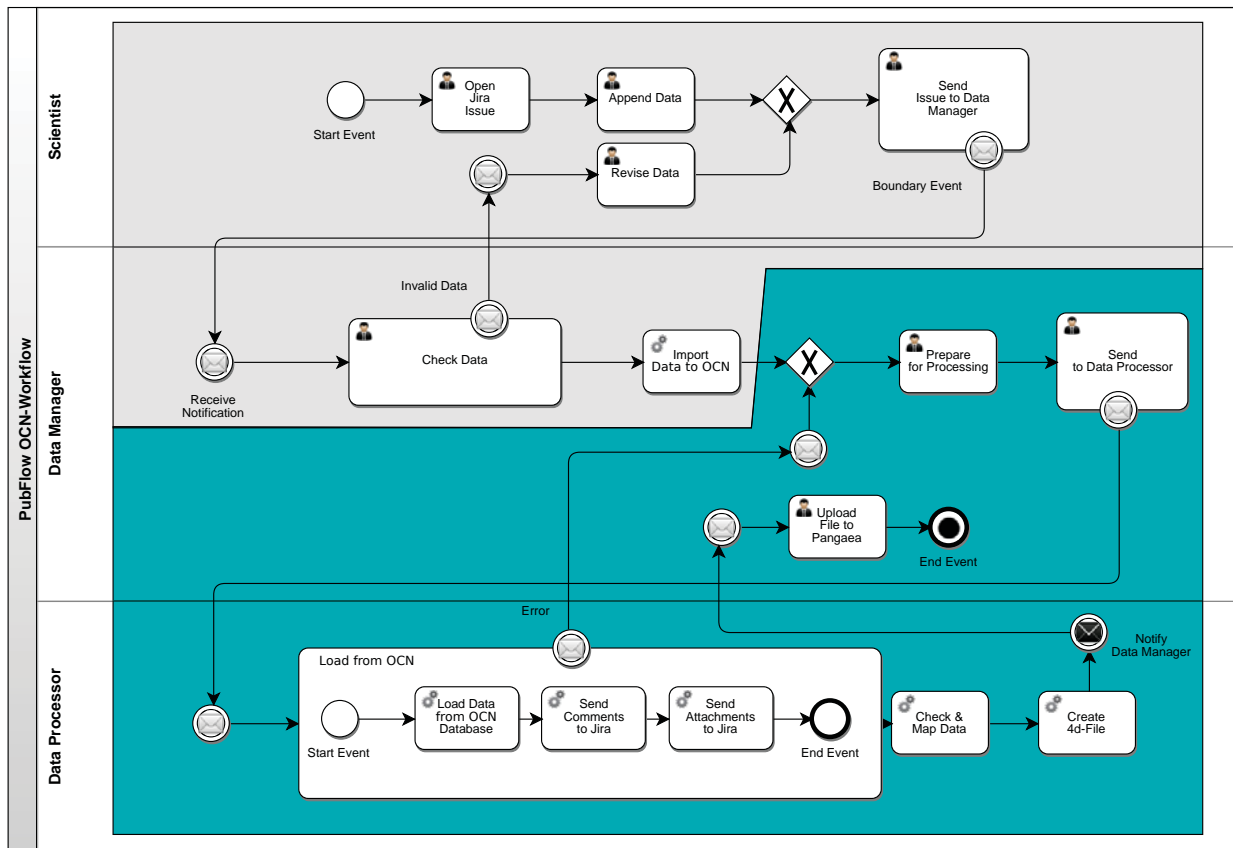 PubFlow OCN-Workflow
Scientist
Start Event
Open
Jira
Issue
Append Data
X
Send
Issue to Data
Manager
Revise Data
Boundary Event
Data Manager
Invalid Data
Receive
Notification
Check Data
Import
Data to OCN
X
Prepare
for Processing
Send
to Data Processor
Upload
File to
Pangaea
End Event
Data Processor
Error
Notify
Data Manager
Load from OCN
Start Event
Load Data
from OCN
Database
Send
Comments
to Jira
Send
Attachments
to Jira
End Event
Check &
Map Data
Create
4d-File